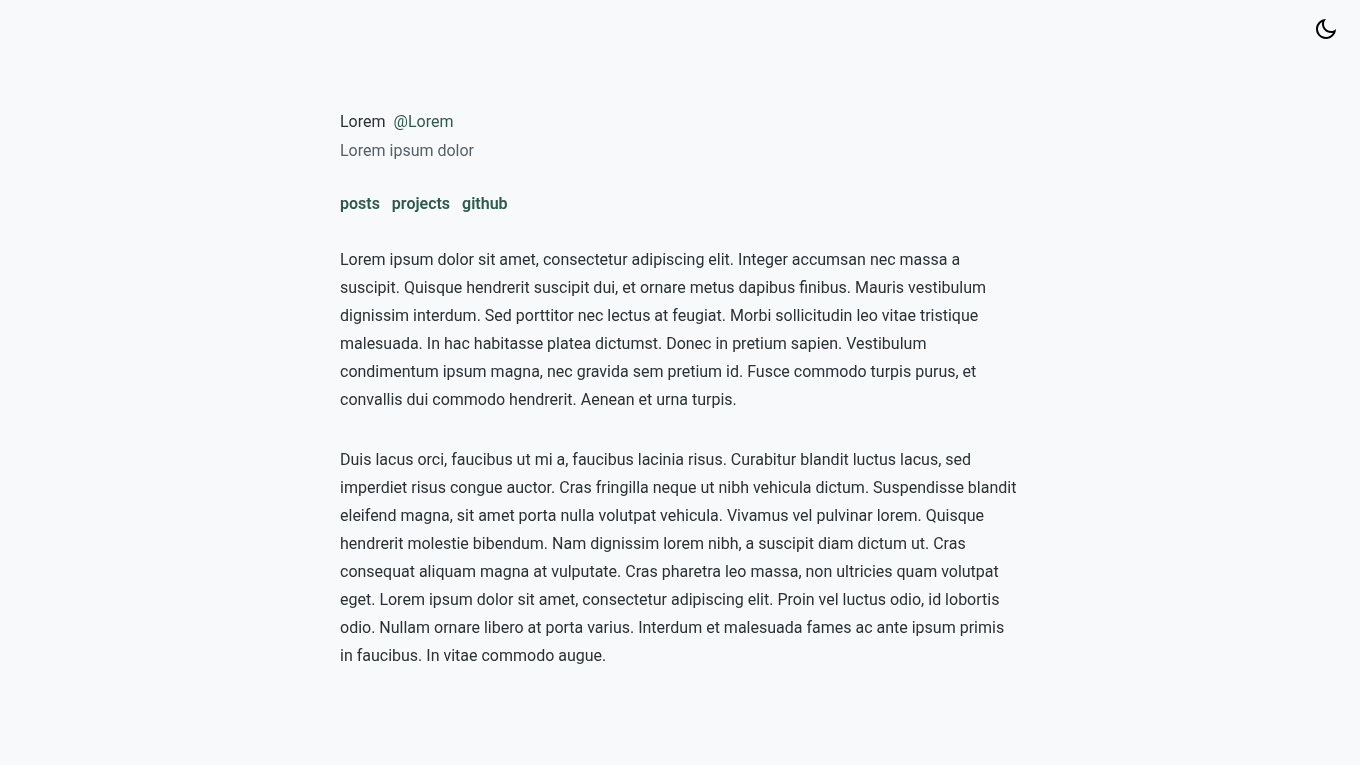 Lorem @Lorem
Lorem ipsum dolor
posts projects github
Lorem ipsum dolor sit amet, consectetur adipiscing elit. Integer accumsan nec massa a
suscipit. Quisque hendrerit suscipit dui, et ornare metus dapibus finibus. Mauris vestibulum
dignissim interdum. Sed porttitor nec lectus at feugiat. Morbi sollicitudin leo vitae tristique
malesuada. In hac habitasse platea dictumst. Donec in pretium sapien. Vestibulum
condimentum ipsum magna, nec gravida sem pretium id. Fusce commodo turpis purus, et
convallis dui commodo hendrerit. Aenean et urna turpis.
Duis lacus orci, faucibus ut mi a, faucibus lacinia risus. Curabitur blandit luctus lacus, sed
imperdiet risus congue auctor. Cras fringilla neque ut nibh vehicula dictum. Suspendisse blandit
eleifend magna, sit amet porta nulla volutpat vehicula. Vivamus vel pulvinar lorem. Quisque
hendrerit molestie bibendum. Nam dignissim lorem nibh, a suscipit diam dictum ut. Cras
consequat aliquam magna at vulputate. Cras pharetra leo massa, non ultricies quam volutpat
eget. Lorem ipsum dolor sit amet, consectetur adipiscing elit. Proin vel luctus odio, id lobortis
odio. Nullam ornare libero at porta varius. Interdum et malesuada fames ac ante ipsum primis
in faucibus. In vitae commodo augue.